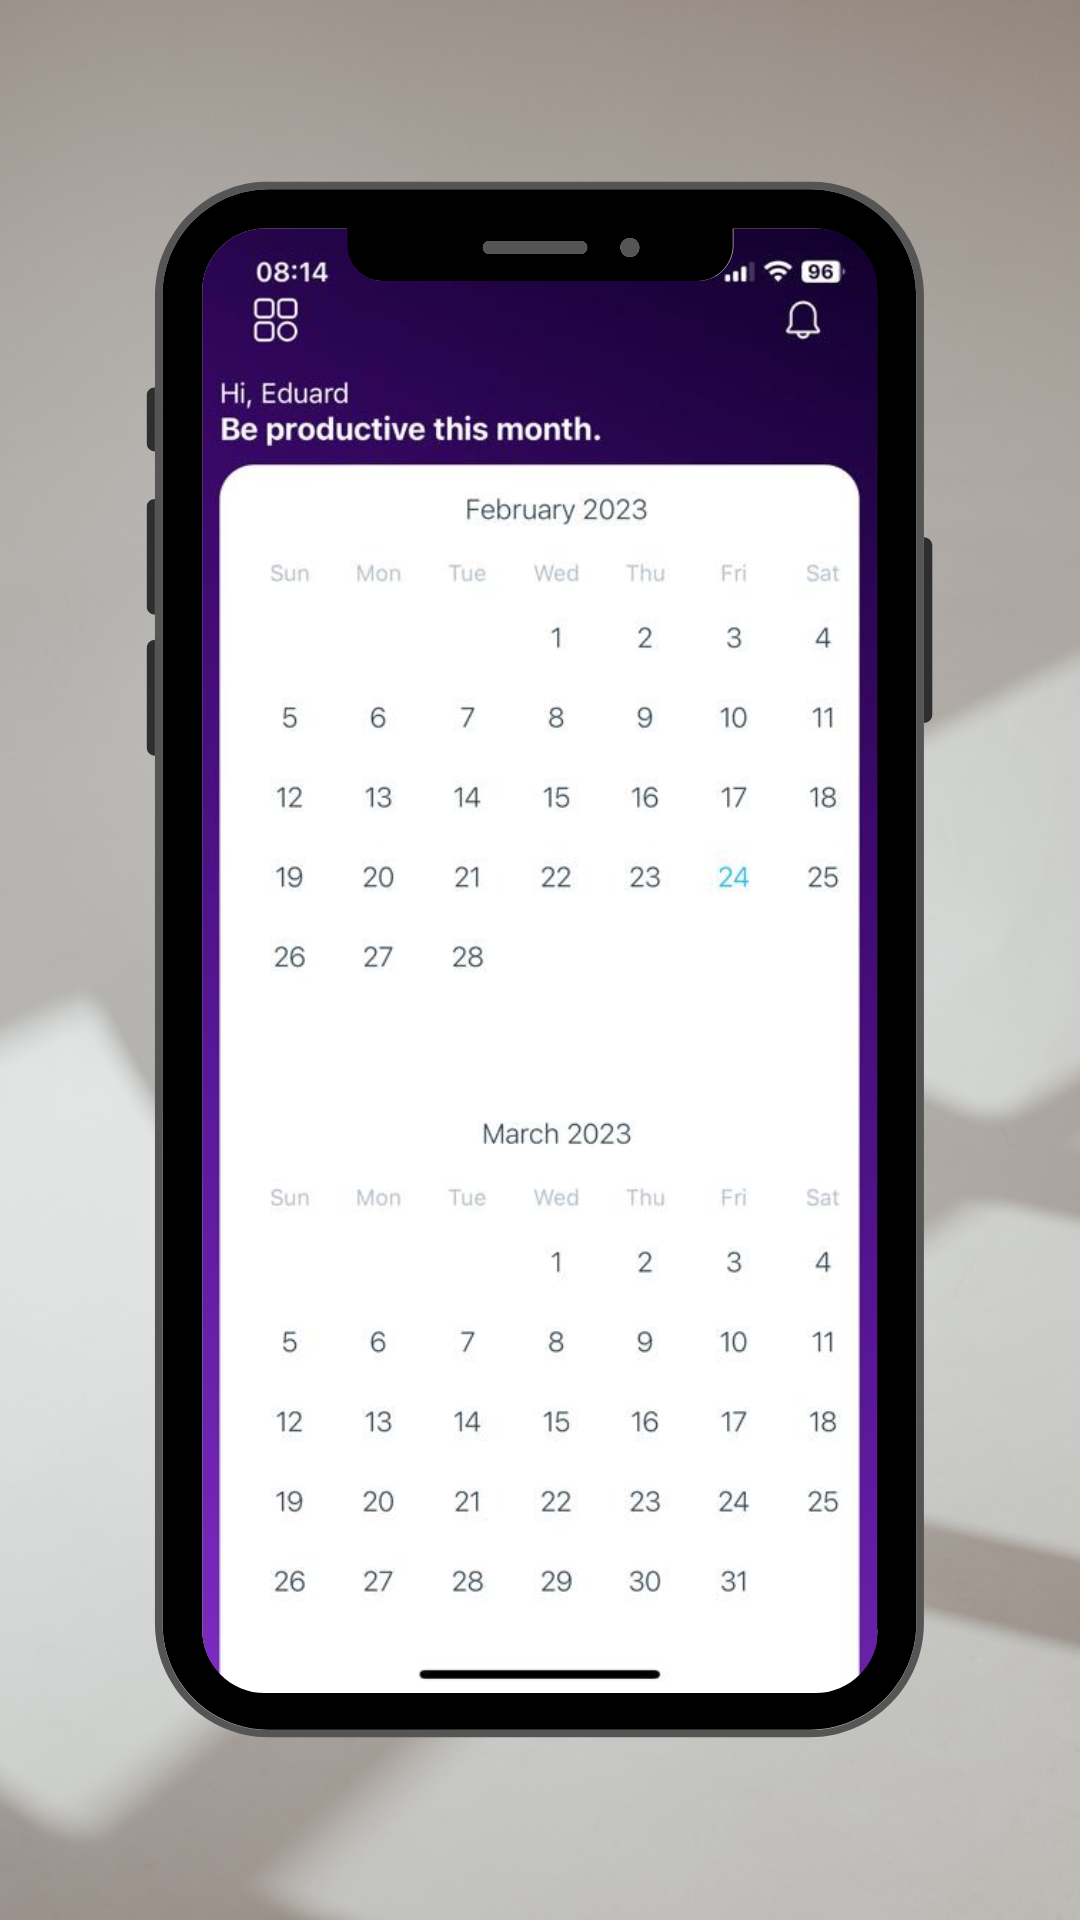 08:14 96
Hi, Eduard
Be productive this month.
February 2023
Sun Mon Tue Wed Thu Fri Sat
1 2 3 4
5 6 7 8 9 10 11
12 13 14 15 16 17 18
19 20 21 22 23 24 25
26 27 28
March 2023
Sun Mon Tue Wed Thu Fri Sat
1 2 3 4
5 6 7 8 9 10 11
12 13 14 15 16 17 18
19 20 21 22 23 24 25
26 27 28 29 30 31